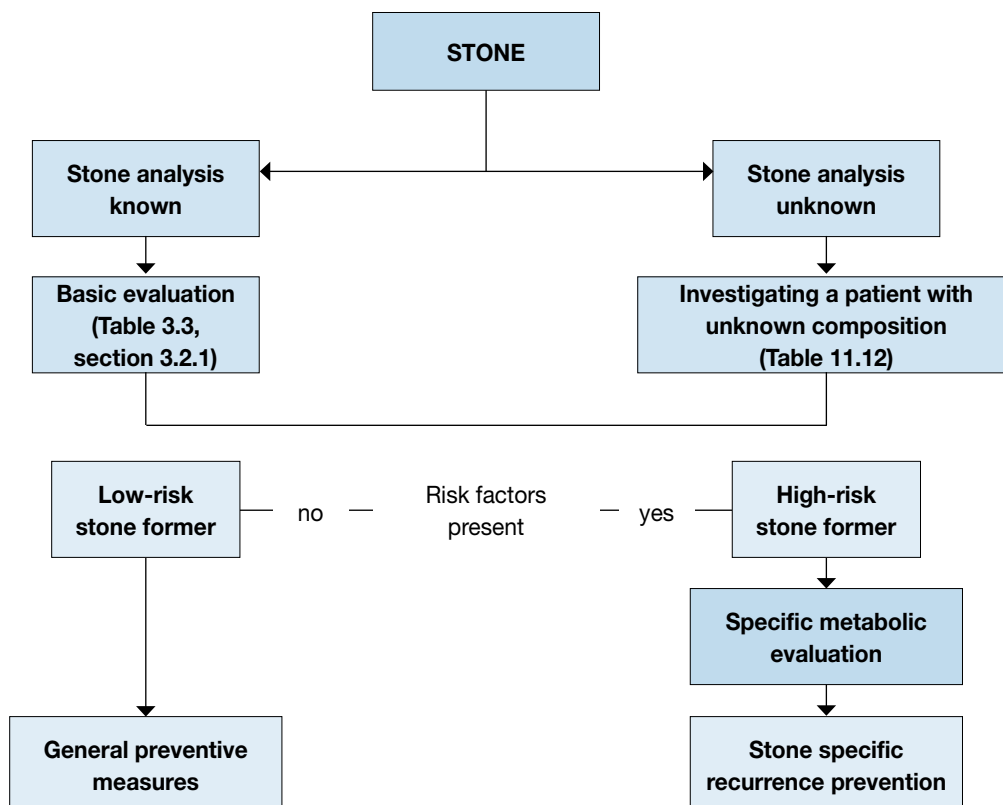 STONE
Stone analysis
known
Stone analysis
unknown
Basic evaluation
(Table 3.3,
section 3.2.1)
Investigating a patient with
unknown composition
(Table 11.12)
Low-risk
stone former
no
Risk factors
present
yes
High-risk
stone former
Specific metabolic
evaluation
General preventive
measures
Stone specific
recurrence prevention